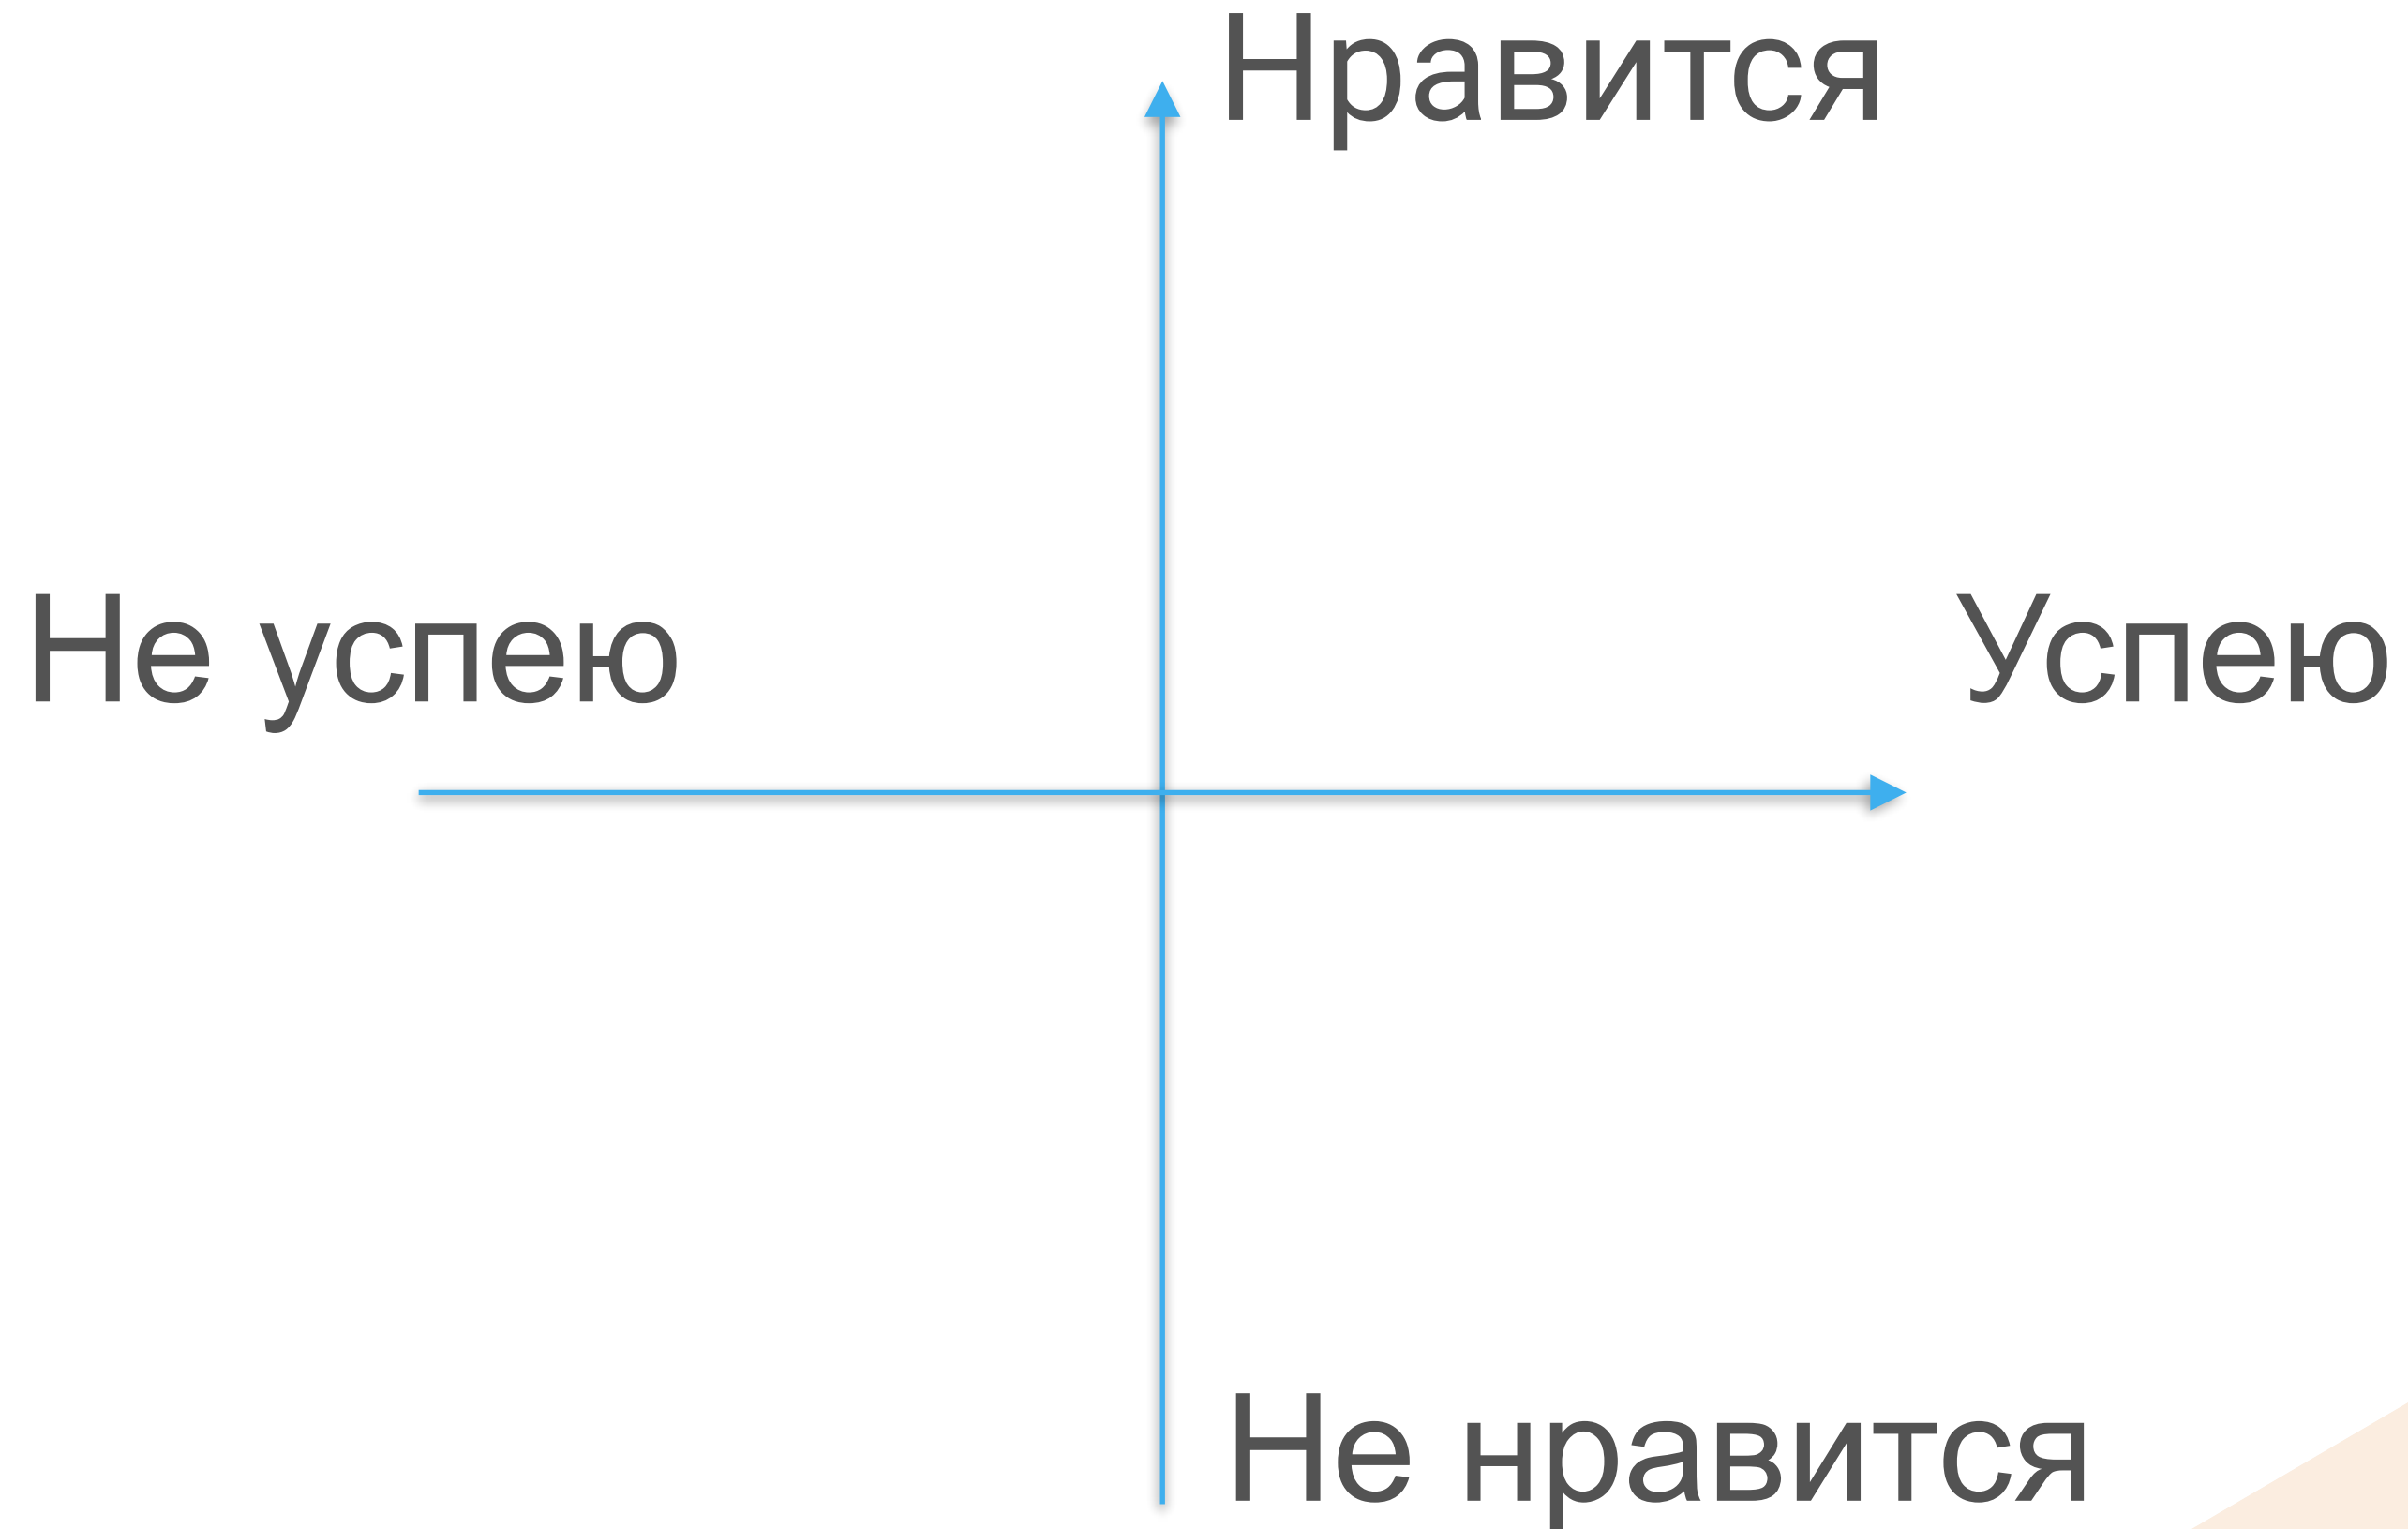 Нравится
Не успею
Успею
Не нравится